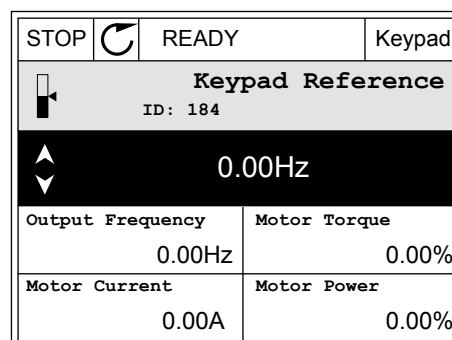 STOP READY Keypad
Keypad Reference
ID: 184
0.00Hz
Output Frequency Motor Torque
0.00Hz 0.00%
Motor Current Motor Power
0.00A 0.00%